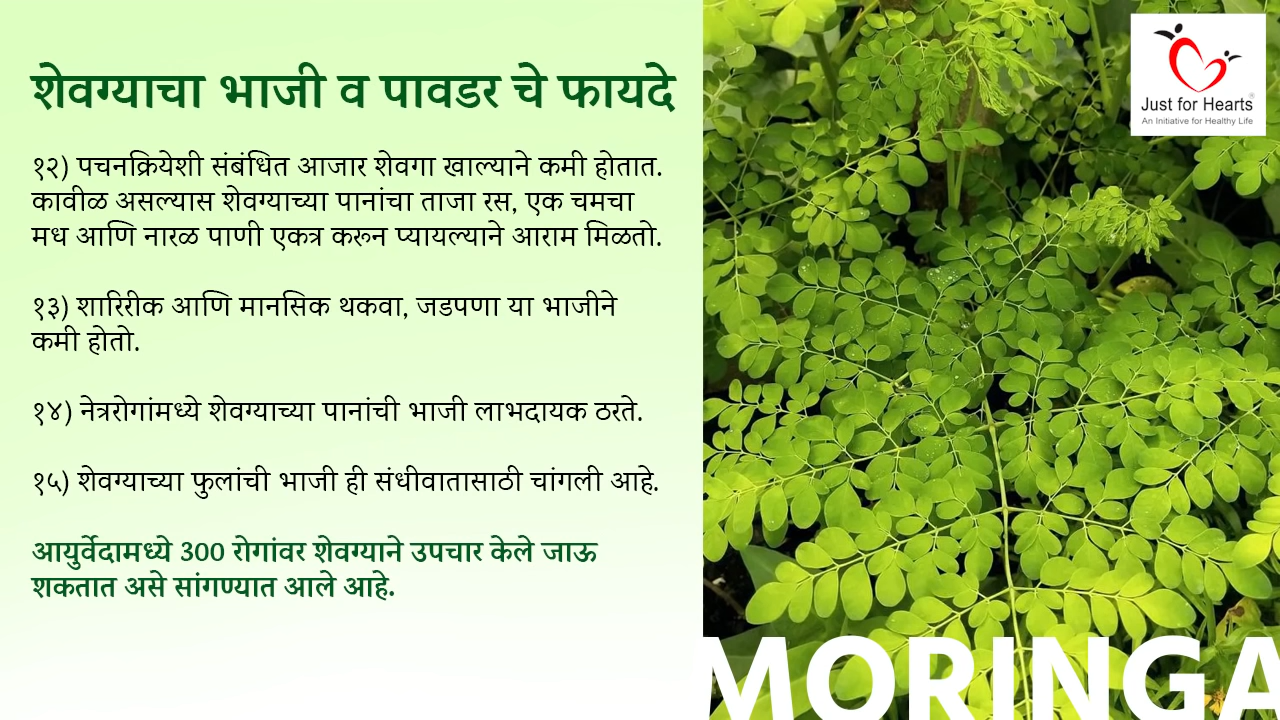 शेवग्याचा भाजी व पावडर चे फायदे
१२) पचनक्रियेशी संबंधित आजार शेवगा खाल्याने कमी होतात.
कावीळ असल्यास शेवग्याच्या पानांचा ताजा रस, एक चमचा
मध आणि नारळ पाणी एकत्र करून प्यायल्याने आराम मिळतो.
१३) शारिरीक आणि मानसिक थकवा, जडपणा या भाजीने
कमी होतो.
१४) नेत्ररोगांमध्ये शेवग्याच्या पानांची भाजी लाभदायक ठरते.
१५) शेवग्याच्या फुलांची भाजी ही संधीवातासाठी चांगली आहे.
आयुर्वेदामध्ये 300 रोगांवर शेवग्याने उपचार केले जाऊ
शकतात असे सांगण्यात आले आहे.
Just for Hearts®
An Initiative for Healthy Life
MORINGA